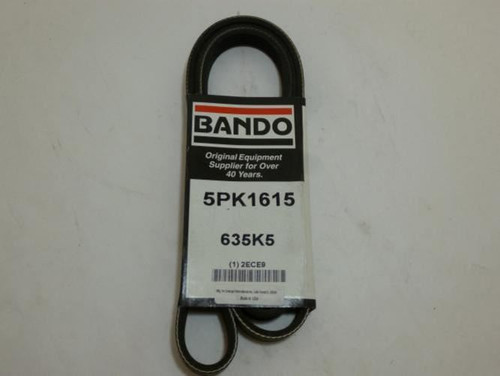 BANDO
Original Equipment
Supplier for Over
40 Years.
5PK1615
635K5
(1) 2ECE9